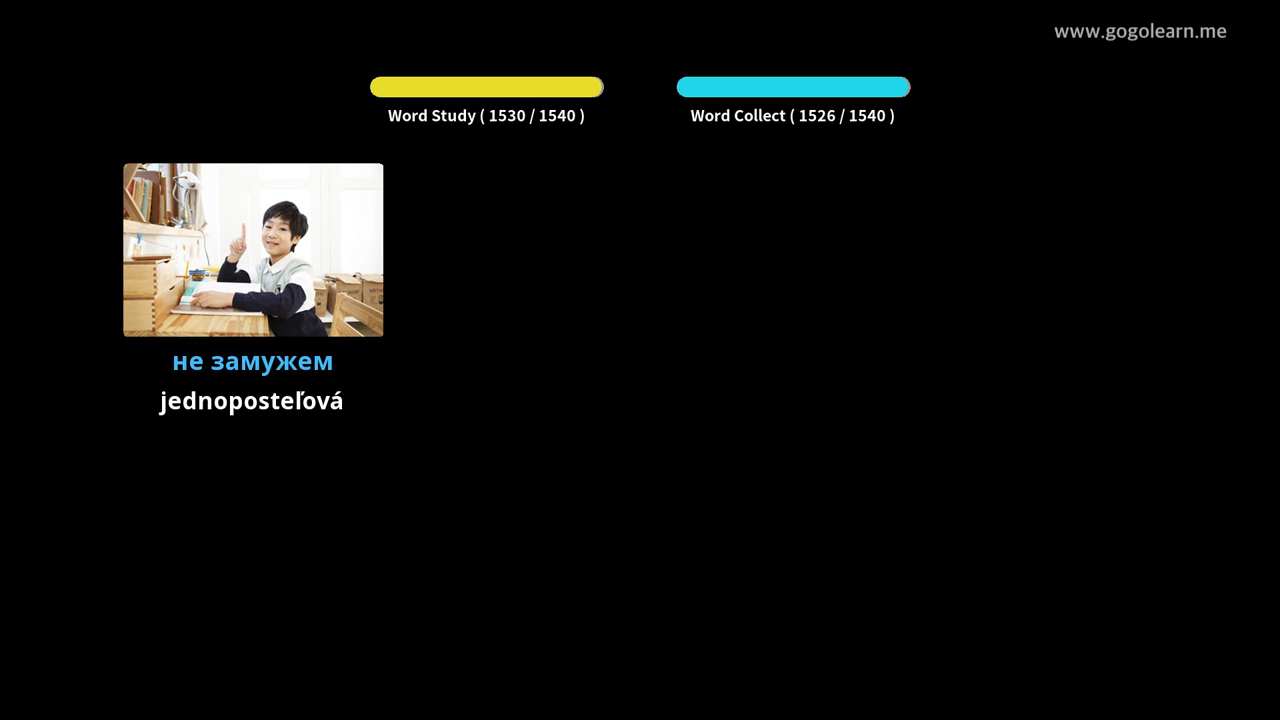 www.gogolearn.me
Word Study ( 1530 / 1540 )
Word Collect ( 1526 / 1540 )
не замужем
jednoposteľová